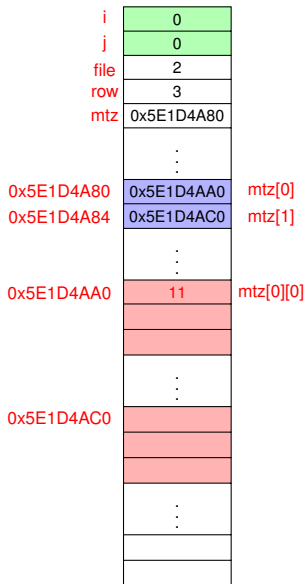 i 0
j 0
file 2
row 3
mtz 0x5E1D4A80
0x5E1D4A80 0x5E1D4AA0 mtz[0]
0x5E1D4A84 0x5E1D4AC0 mtz[1]
0x5E1D4AA0 11 mtz[0][0]
0x5E1D4AC0